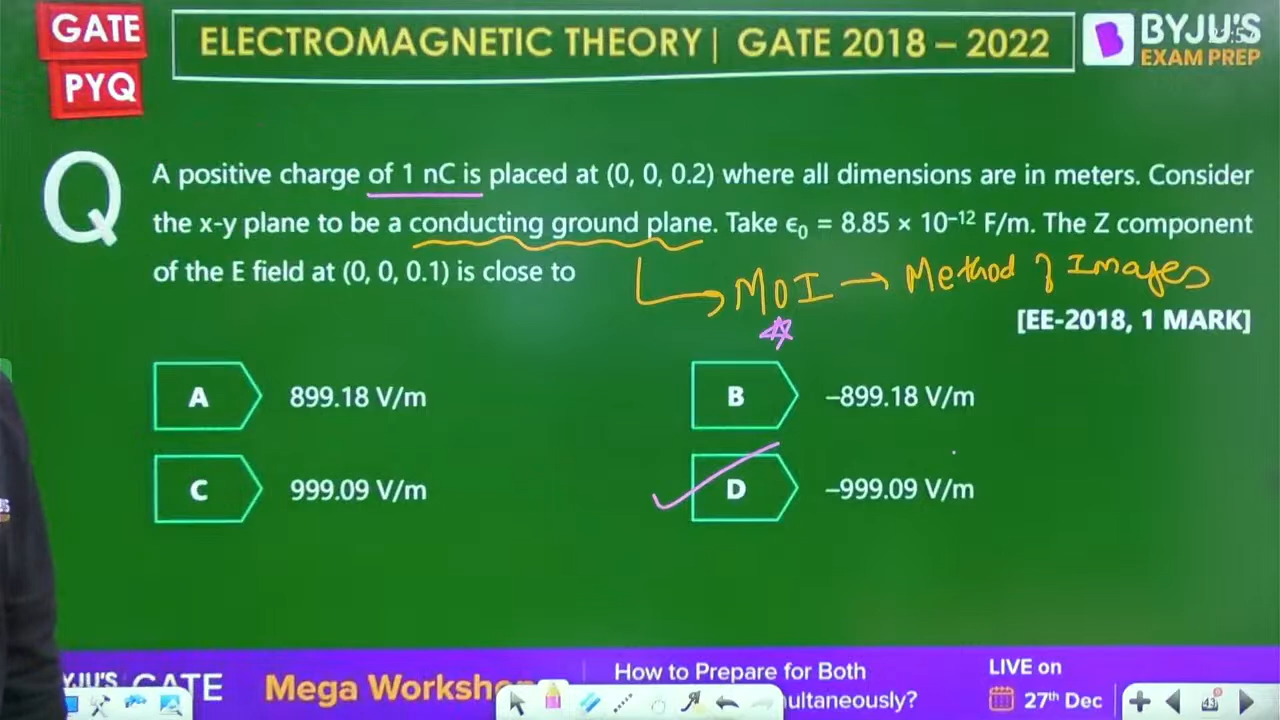 GATE
PYQ
ELECTROMAGNETIC THEORY | GATE 2018 – 2022
BYJU'S
EXAM PREP
Q
A positive charge of 1 nC is placed at (0, 0, 0.2) where all dimensions are in meters. Consider
the x-y plane to be a conducting ground plane. Take ϵ₀ = 8.85 × 10⁻¹² F/m. The Z component
of the E field at (0, 0, 0.1) is close to
MOI → Method of Images
[EE-2018, 1 MARK]
A 899.18 V/m
B –899.18 V/m
C 999.09 V/m
D –999.09 V/m
GATE
Mega Workshop
How to Prepare for Both
LIVE on
27th Dec
43